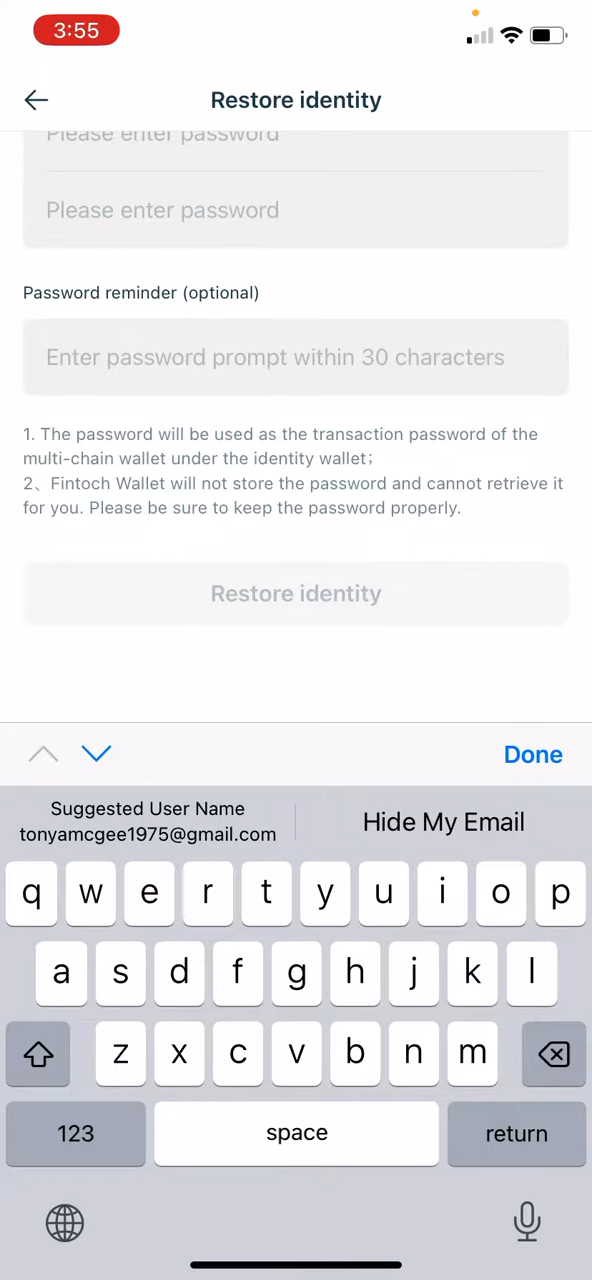 3:55
Restore identity
Please enter password
Please enter password
Password reminder (optional)
Enter password prompt within 30 characters
1. The password will be used as the transaction password of the
multi-chain wallet under the identity wallet；
2、Fintoch Wallet will not store the password and cannot retrieve it
for you. Please be sure to keep the password properly.
Restore identity
Done
Suggested User Name
tonyamcgee1975@gmail.com
Hide My Email
q w e r t y u i o p
a s d f g h j k l
z x c v b n m
123 space return